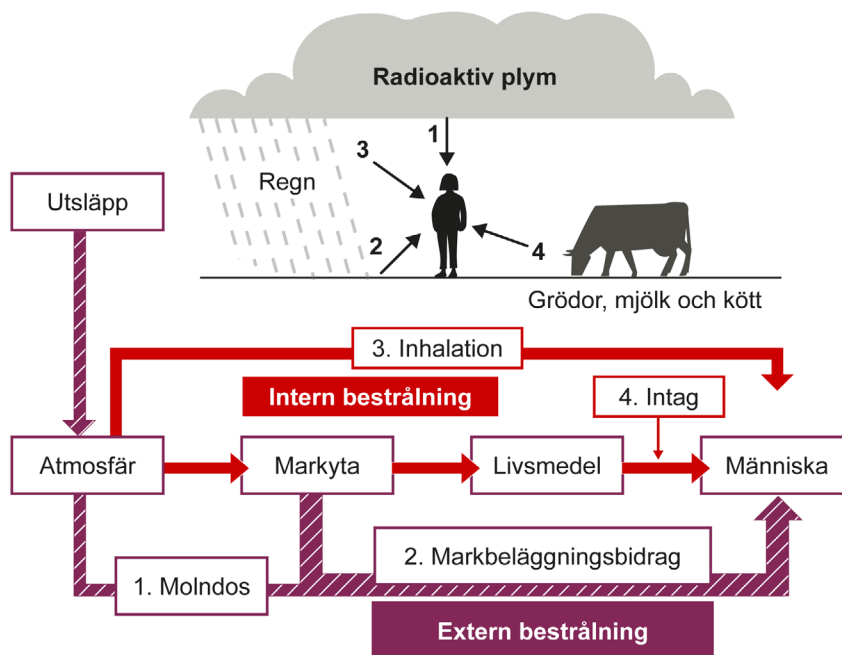 Radioaktiv plym
1
3
Regn
Utsläpp
2
4
Grödor, mjölk och kött
3. Inhalation
Intern bestrålning
4. Intag
Atmosfär
Markyta
Livsmedel
Människa
2. Markbeläggningsbidrag
1. Molndos
Extern bestrålning